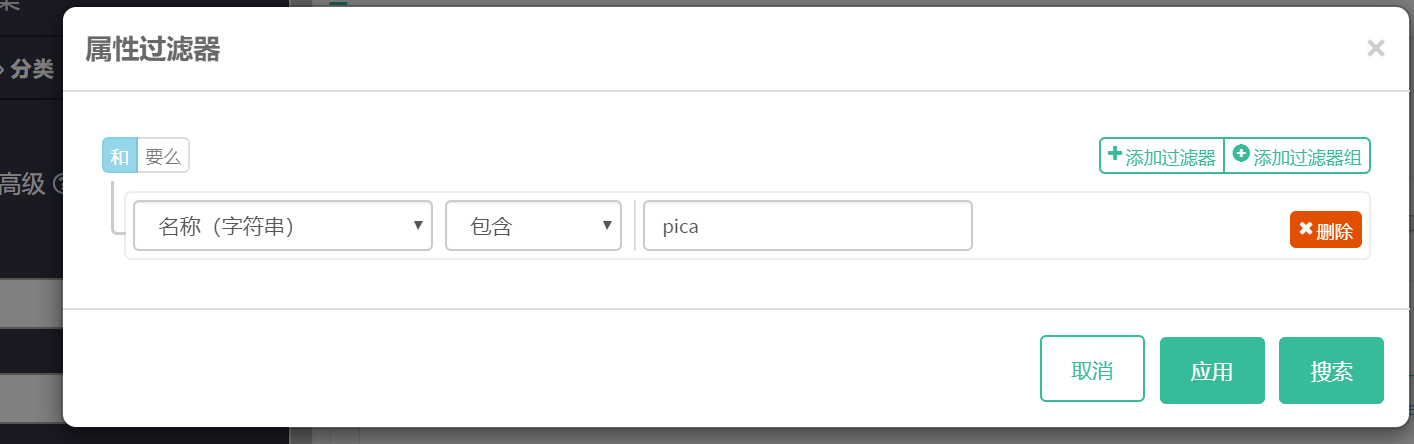 属性过滤器
分类
和 要么
添加过滤器 添加过滤器组
高级
名称（字符串） 包含 pica 删除
取消 应用 搜索